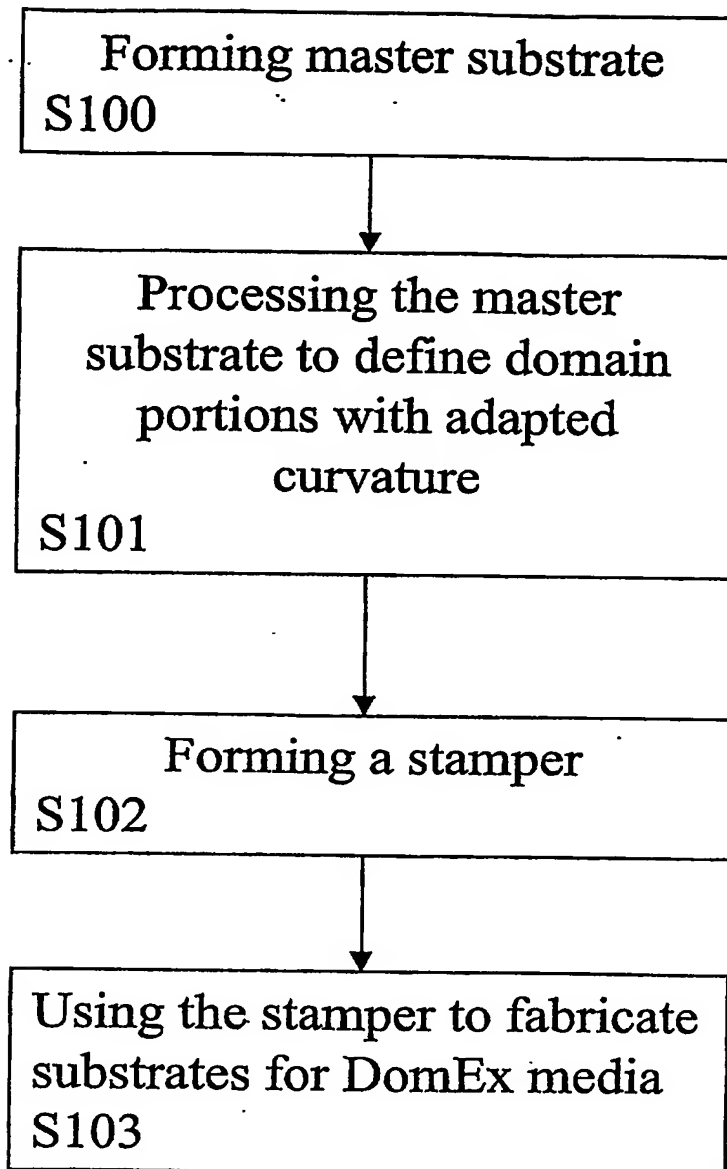 Forming master substrate
S100
Processing the master
substrate to define domain
portions with adapted
curvature
S101
Forming a stamper
S102
Using the stamper to fabricate
substrates for DomEx media
S103